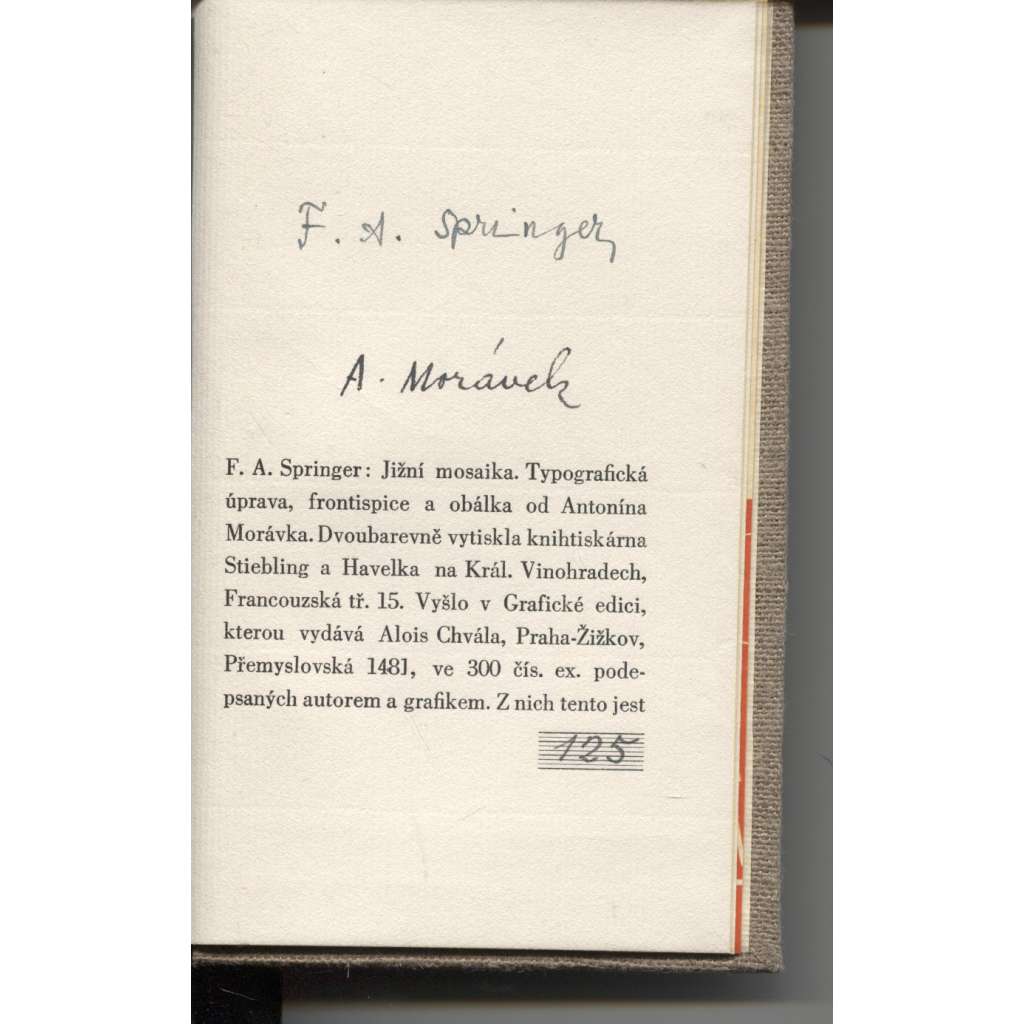 F. A. Springer
A. Morávek
F. A. Springer: Jižní mosaika. Typografická
úprava, frontispice a obálka od Antonína
Morávka. Dvoubarevně vytiskla knihtiskárna
Stiebling a Havelka na Král. Vinohradech,
Francouzská tř. 15. Vyšlo v Grafické edici,
kterou vydává Alois Chvála, Praha-Žižkov,
Přemyslovská 1481, ve 300 čís. ex. pode-
psaných autorem a grafikem. Z nich tento jest
125